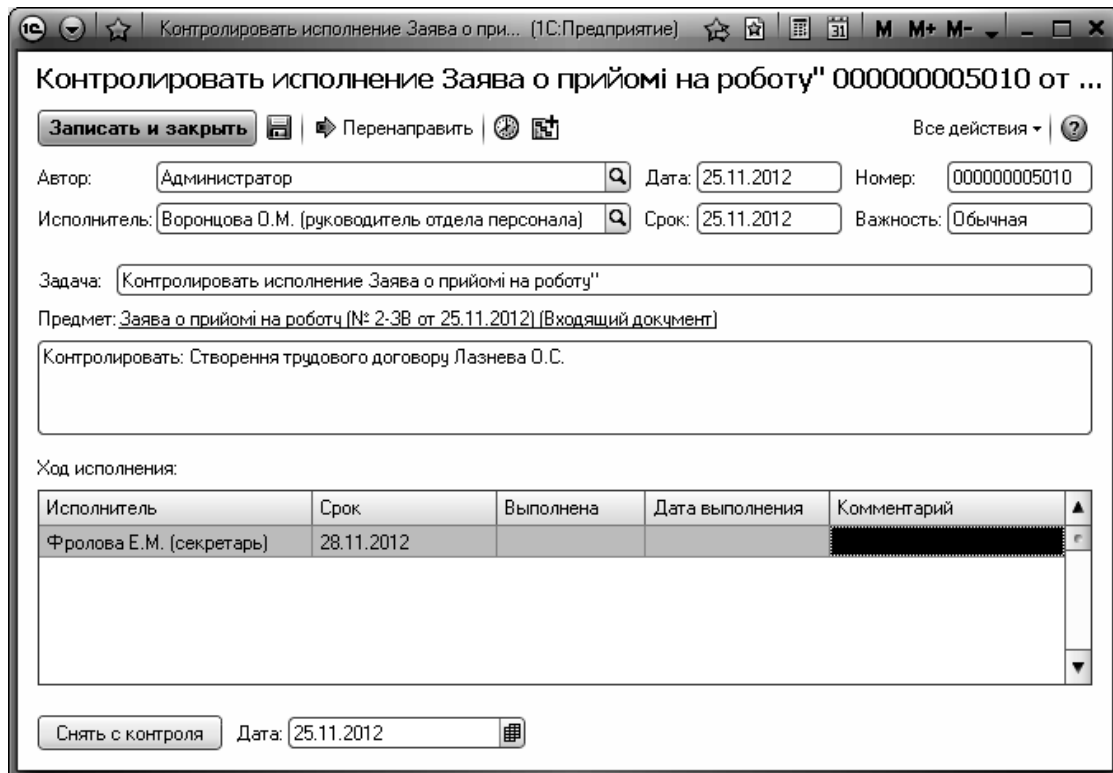 1С Контролировать исполнение Заява о при... (1С:Предприятие) 31 M M+ M-
Контролировать исполнение Заява о прийомі на роботу" 000000005010 от ...
Записать и закрыть Перенаправить Все действия ?
Автор: Администратор Дата: 25.11.2012 Номер: 000000005010
Исполнитель: Воронцова О.М. (руководитель отдела персонала) Срок: 25.11.2012 Важность: Обычная
Задача: Контролировать исполнение Заява о прийомі на роботу"
Предмет: Заява о прийомі на роботу (№ 2-ЗВ от 25.11.2012) (Входящий документ)
Контролировать: Створення трудового договору Лазнева О.С.
Ход исполнения:
Исполнитель Срок Выполнена Дата выполнения Комментарий
Фролова Е.М. (секретарь) 28.11.2012
Снять с контроля Дата: 25.11.2012